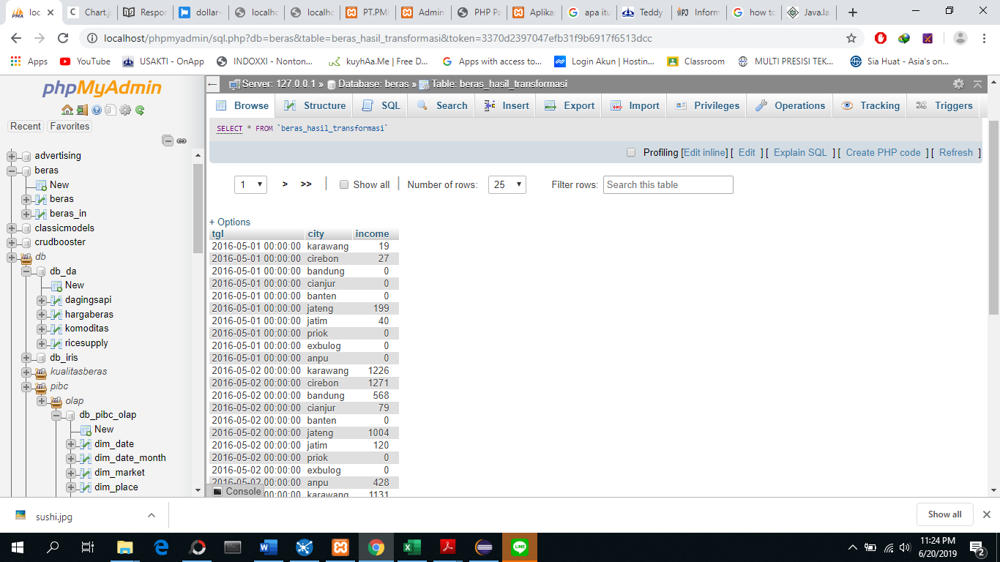 loc
Chart.j
Respor
dollar-
localho
localho
PT.PMI
Admin
PHP Pa
Aplika
apa itu
Teddy
Inform
how to
Java.la
localhost/phpmyadmin/sql.php?db=beras&table=beras_hasil_transformasi&token=3370d2397047efb31f9b6917f6513dcc
Apps
YouTube
USAKTI - OnApp
INDOXXI - Nonton...
kuyhAa.Me | Free D...
Apps with access to...
Login Akun | Hostin...
Classroom
MULTI PRESISI TEK...
Sia Huat - Asia's on...
phpMyAdmin
Recent Favorites
advertising
beras
New
beras
beras_in
classicmodels
crudbooster
db
db_da
New
dagingsapi
hargaberas
komoditas
ricesupply
db_iris
kualitasberas
pibc
olap
db_pibc_olap
New
dim_date
dim_date_month
dim_market
dim_place
Server: 127.0.0.1 » Database: beras » Table: beras_hasil_transformasi
Browse Structure SQL Search Insert Export Import Privileges Operations Tracking Triggers
SELECT * FROM `beras_hasil_transformasi`
Profiling [Edit inline] [ Edit ] [ Explain SQL ] [ Create PHP code ] [ Refresh ]
1 > >> | Show all | Number of rows: 25 Filter rows: Search this table
+ Options
tgl city income
2016-05-01 00:00:00 karawang 19
2016-05-01 00:00:00 cirebon 27
2016-05-01 00:00:00 bandung 0
2016-05-01 00:00:00 cianjur 0
2016-05-01 00:00:00 banten 0
2016-05-01 00:00:00 jateng 199
2016-05-01 00:00:00 jatim 40
2016-05-01 00:00:00 priok 0
2016-05-01 00:00:00 exbulog 0
2016-05-01 00:00:00 anpu 0
2016-05-02 00:00:00 karawang 1226
2016-05-02 00:00:00 cirebon 1271
2016-05-02 00:00:00 bandung 568
2016-05-02 00:00:00 cianjur 79
2016-05-02 00:00:00 banten 0
2016-05-02 00:00:00 jateng 1004
2016-05-02 00:00:00 jatim 120
2016-05-02 00:00:00 priok 0
2016-05-02 00:00:00 exbulog 0
2016-05-02 00:00:00 anpu 428
00:00:00 karawang 1131
Console
sushi.jpg
Show all
11:24 PM
6/20/2019
2